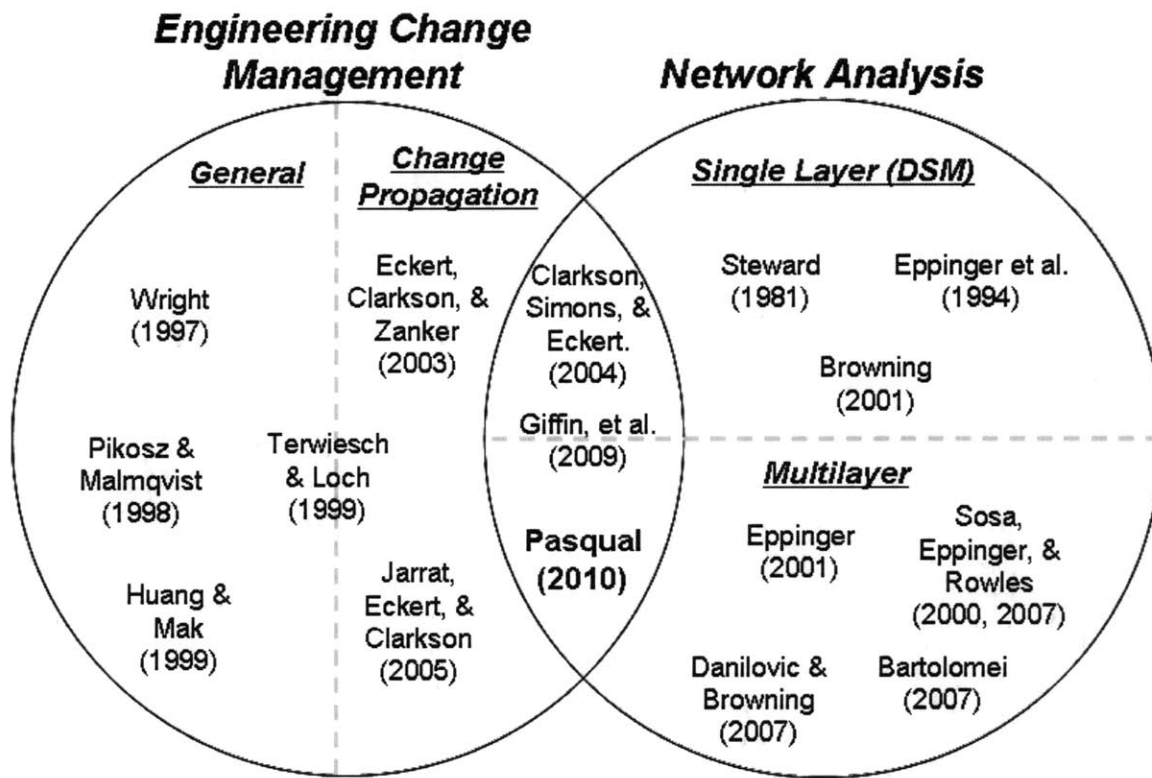 Engineering Change
Management
Network Analysis
General
Change
Propagation
Single Layer (DSM)
Wright
(1997)
Eckert,
Clarkson, &
Zanker
(2003)
Clarkson,
Simons, &
Eckert.
(2004)
Steward
(1981)
Eppinger et al.
(1994)
Browning
(2001)
Pikosz &
Malmqvist
(1998)
Terwiesch
& Loch
(1999)
Giffin, et al.
(2009)
Multilayer
Huang &
Mak
(1999)
Jarrat,
Eckert, &
Clarkson
(2005)
Pasqual
(2010)
Eppinger
(2001)
Sosa,
Eppinger, &
Rowles
(2000, 2007)
Danilovic &
Browning
(2007)
Bartolomei
(2007)